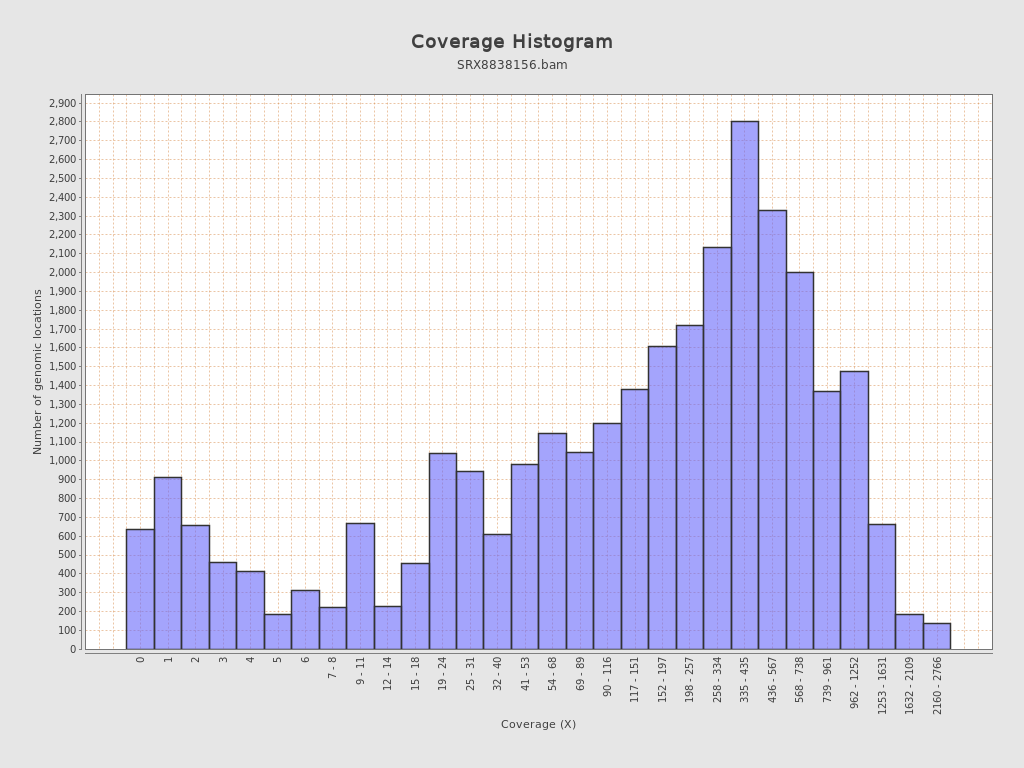 Coverage Histogram
SRX8838156.bam
Number of genomic locations
2,900
2,800
2,700
2,600
2,500
2,400
2,300
2,200
2,100
2,000
1,900
1,800
1,700
1,600
1,500
1,400
1,300
1,200
1,100
1,000
900
800
700
600
500
400
300
200
100
0
0
1
2
3
4
5
6
7 - 8
9 - 11
12 - 14
15 - 18
19 - 24
25 - 31
32 - 40
41 - 53
54 - 68
69 - 89
90 - 116
117 - 151
152 - 197
198 - 257
258 - 334
335 - 435
436 - 567
568 - 738
739 - 961
962 - 1252
1253 - 1631
1632 - 2109
2160 - 2766
Coverage (X)